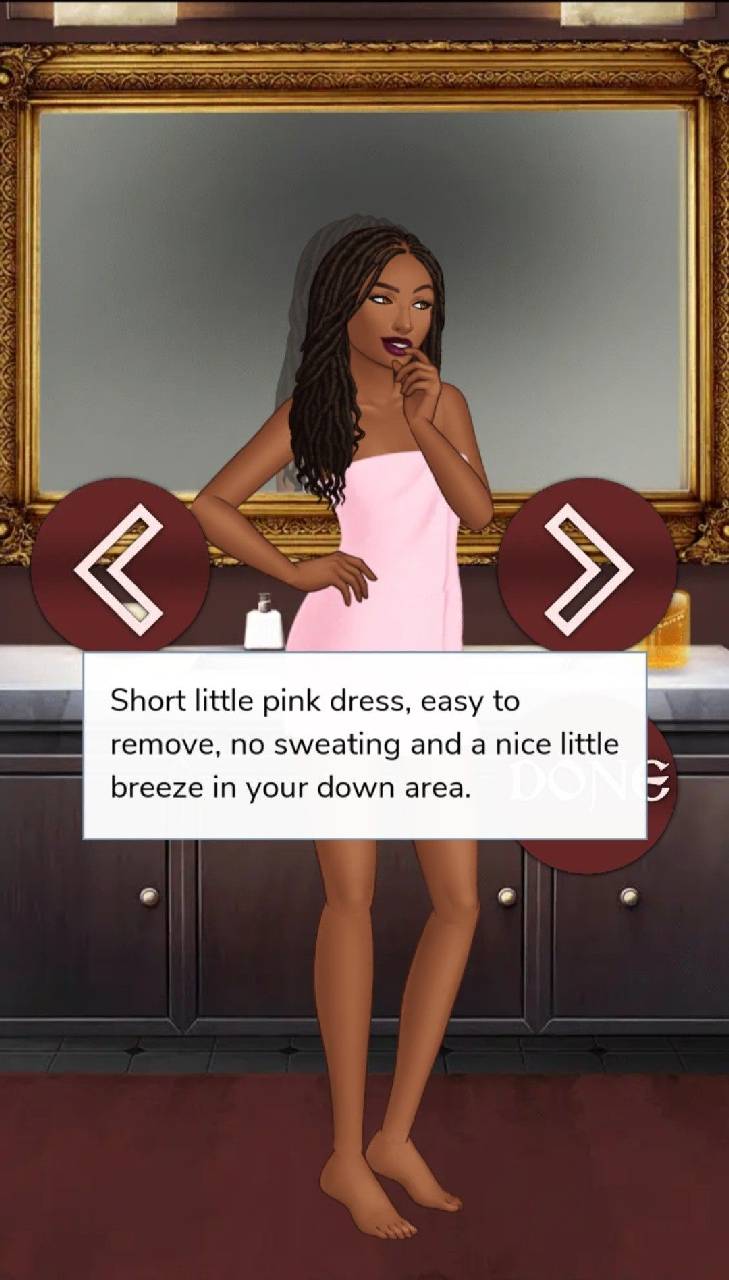 Short little pink dress, easy to
remove, no sweating and a nice little
breeze in your down area.
DONE